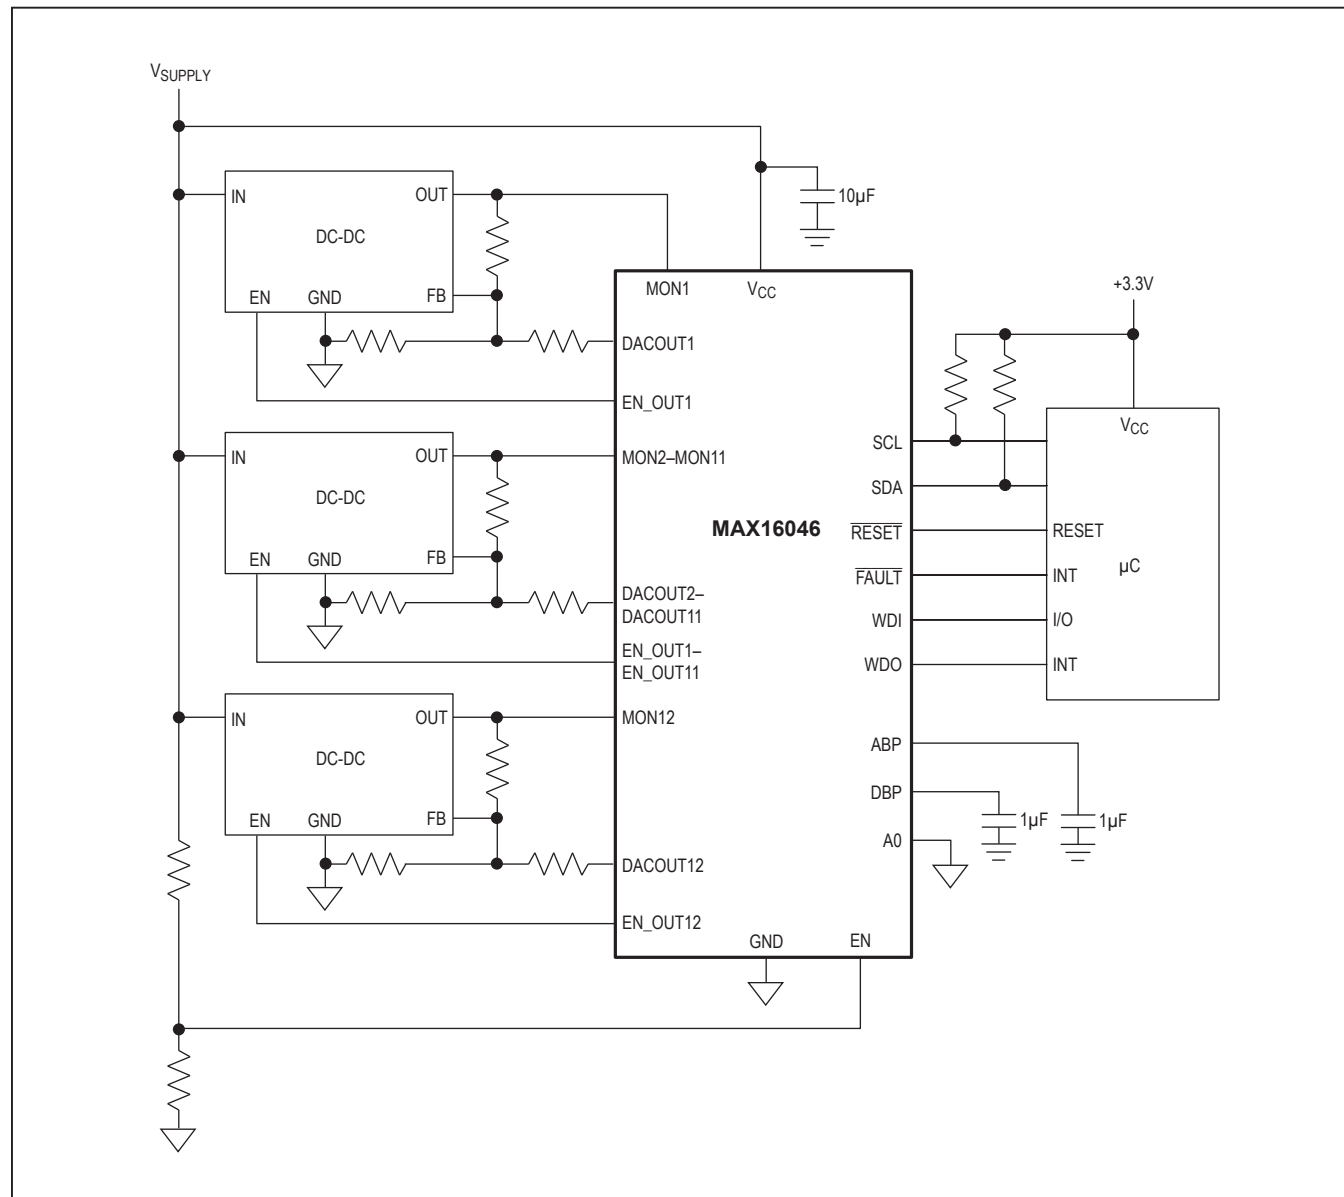 VSUPPLY
IN
OUT
DC-DC
EN
GND
FB
10µF
MON1
VCC
DACOUT1
EN_OUT1
+3.3V
IN
OUT
DC-DC
EN
GND
FB
MON2–MON11
DACOUT2–
DACOUT11
EN_OUT1–
EN_OUT11
MAX16046
SCL
SDA
RESET
FAULT
WDI
WDO
VCC
RESET
INT
µC
I/O
INT
IN
OUT
DC-DC
EN
GND
FB
MON12
DACOUT12
EN_OUT12
ABP
DBP
A0
1µF
1µF
GND
EN